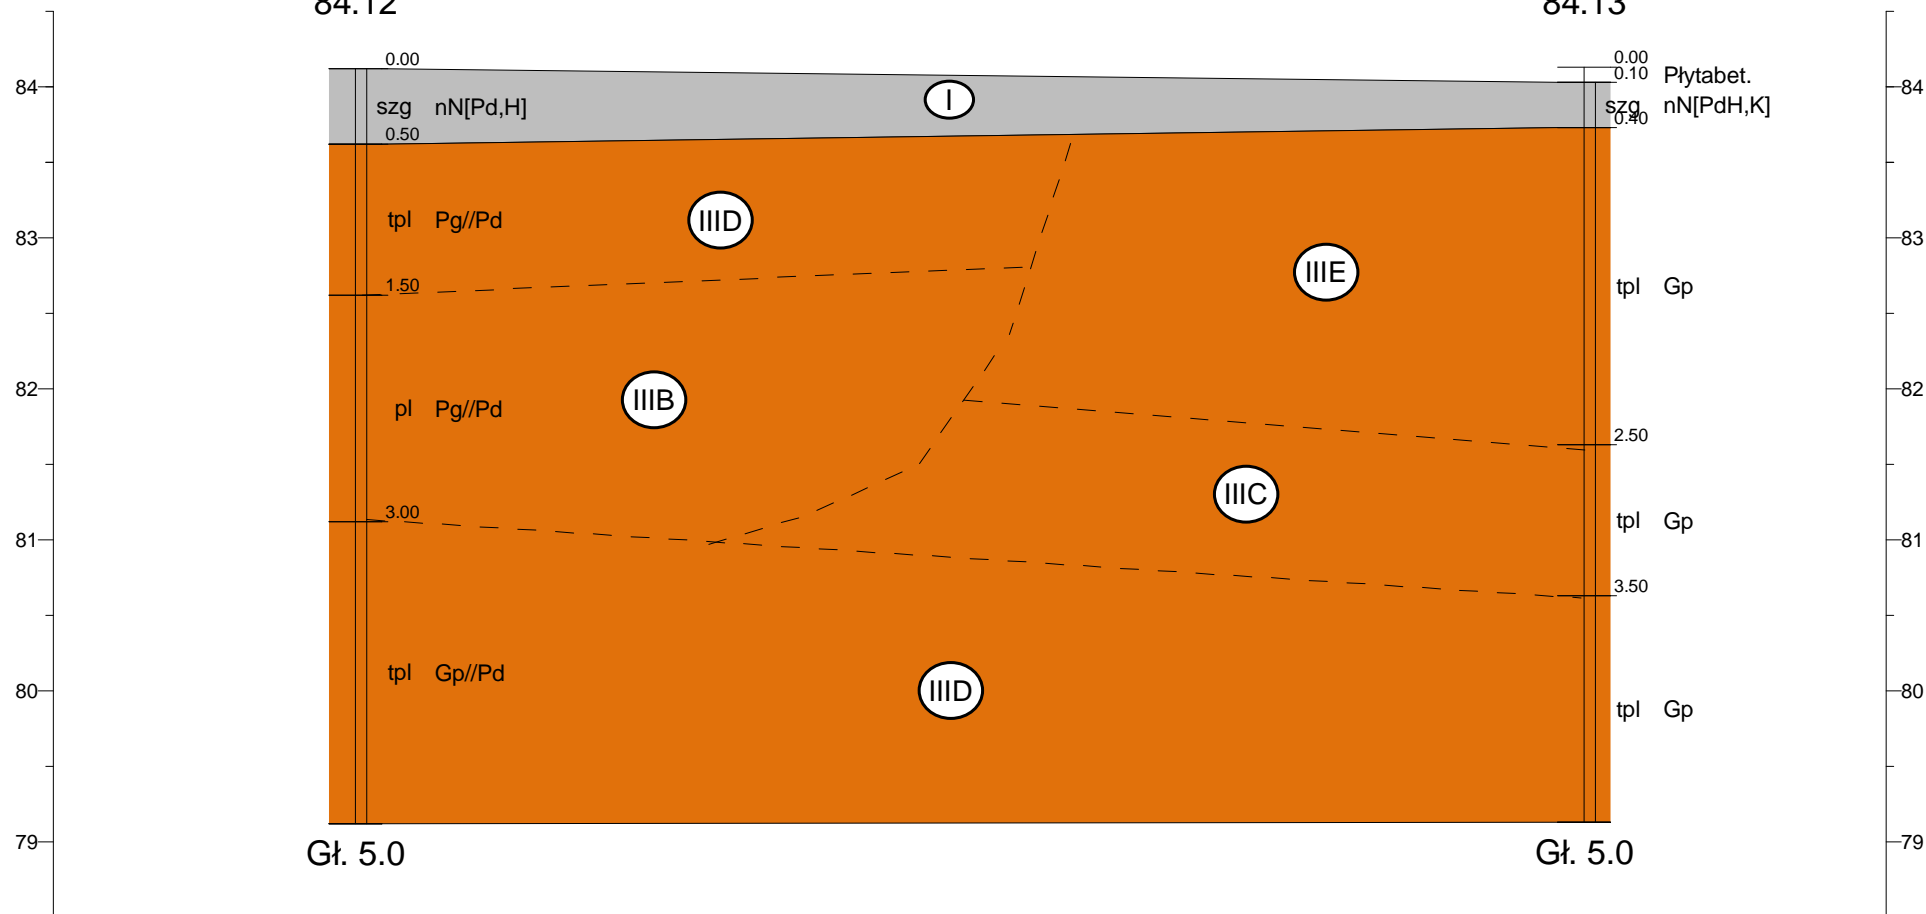 84.12 84.13
0.00 0.00
84 szg nN[Pd,H] I 0.10 Płytabet. 84
szg nN[PdH,K]
0.50 0.40
83 tpl Pg//Pd IIID 83
IIIE
1.50 tpl Gp
82 pl Pg//Pd IIIB 82
2.50
IIIC
3.00 tpl Gp
81 81
3.50
tpl Gp//Pd
80 IIID 80
tpl Gp
79 79
Gł. 5.0 Gł. 5.0